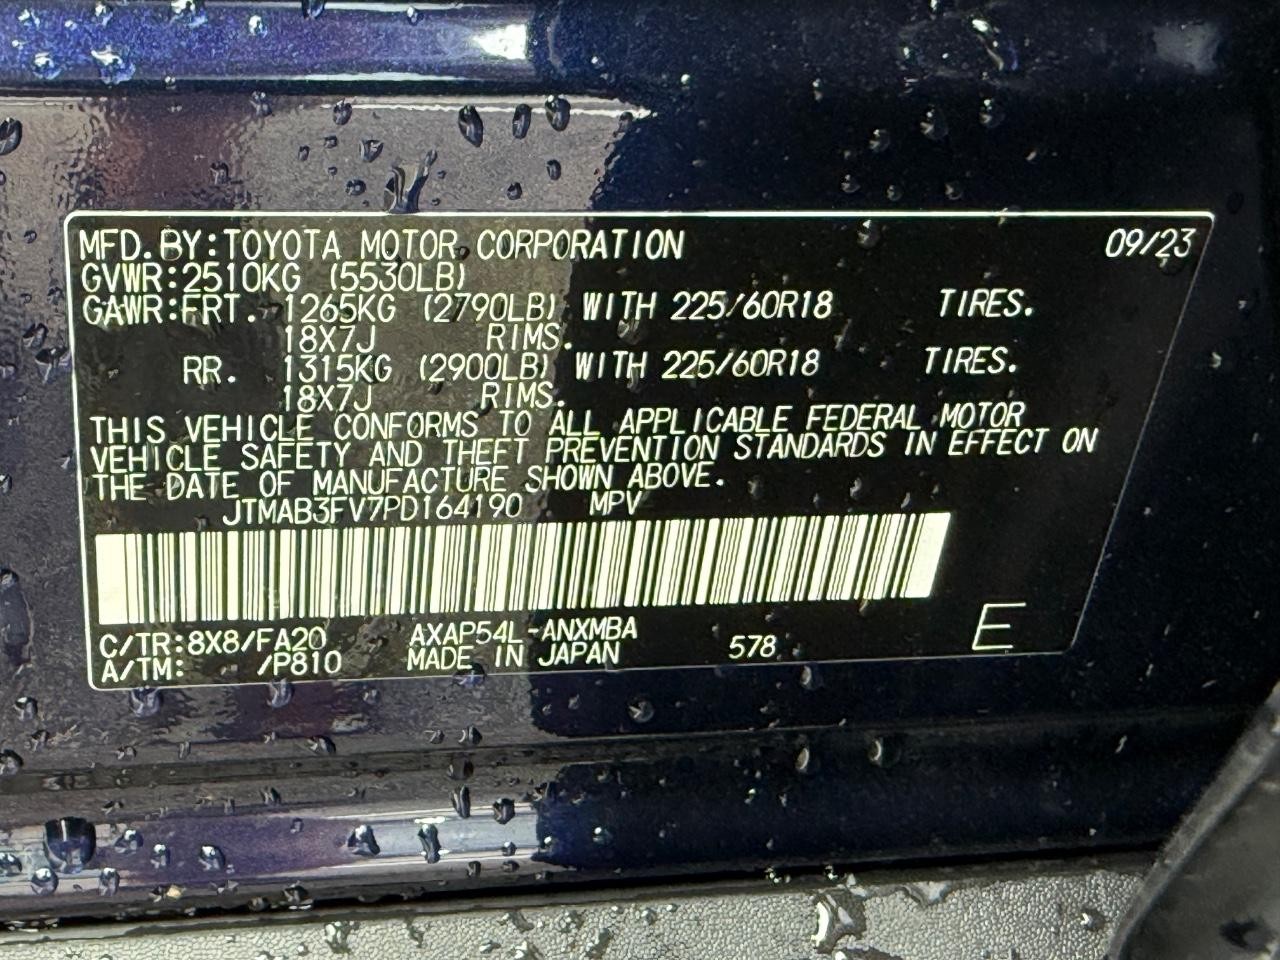 MFD.BY:TOYOTA MOTOR CORPORATION 09/23
GVWR:2510KG (5530LB)
GAWR:FRT. 1265KG (2790LB) WITH 225/60R18 TIRES.
18X7J RIMS.
RR. 1315KG (2900LB) WITH 225/60R18 TIRES.
18X7J RIMS.
THIS VEHICLE CONFORMS TO ALL APPLICABLE FEDERAL MOTOR
VEHICLE SAFETY AND THEFT PREVENTION STANDARDS IN EFFECT ON
THE DATE OF MANUFACTURE SHOWN ABOVE.
JTMAB3FV7PD164190 MPV
C/TR:8X8/FA20 AXAP54L-ANXMBA
A/TM: /P810 MADE IN JAPAN 578 E